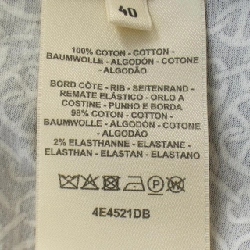 40
100% COTON - COTTON -
BAUMWOLLE - ALGODÓN - COTONE
- ALGODÃO
BORD CÔTE - RIB - SEITENRAND -
REMATE ELÁSTICO - ORLO A
COSTINE - PUNHO E BORDA
98% COTON - COTTON -
BAUMWOLLE - ALGODÓN - COTONE
- ALGODÃO
2% ELASTHANNE - ELASTANE -
ELASTHAN - ELASTAN - ELASTANO
P
4E4521DB